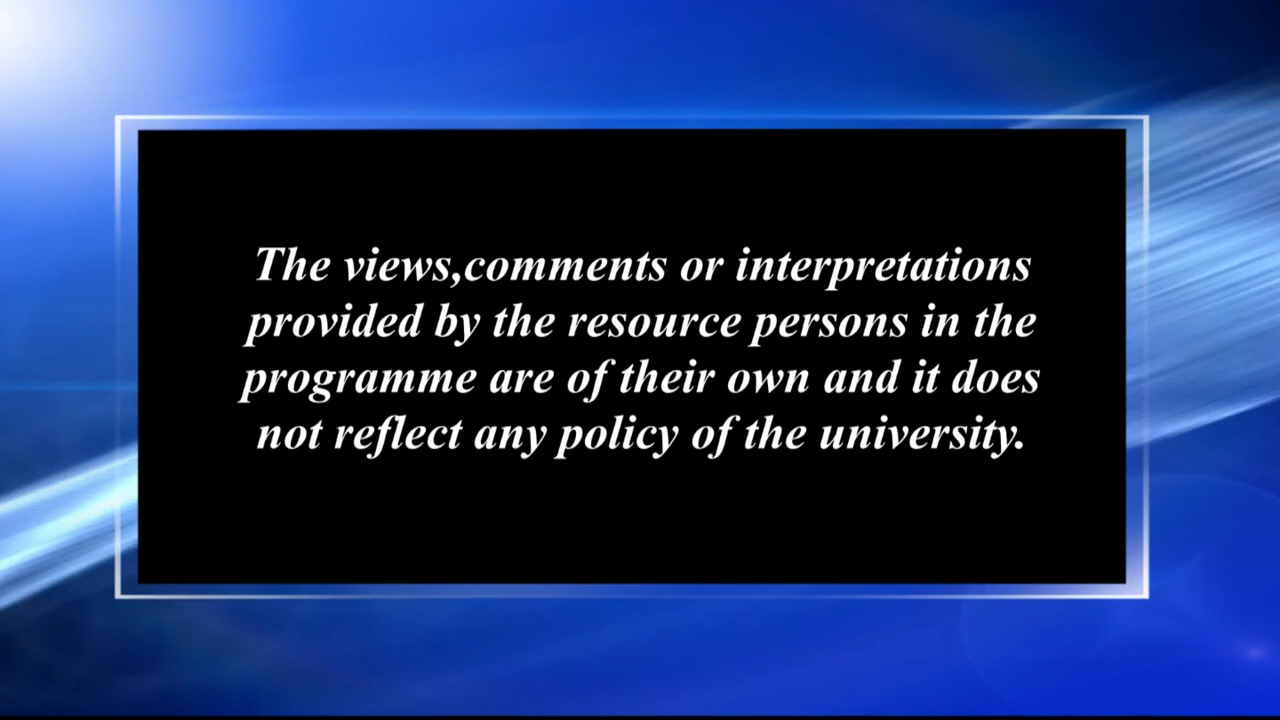 The views,comments or interpretations
provided by the resource persons in the
programme are of their own and it does
not reflect any policy of the university.